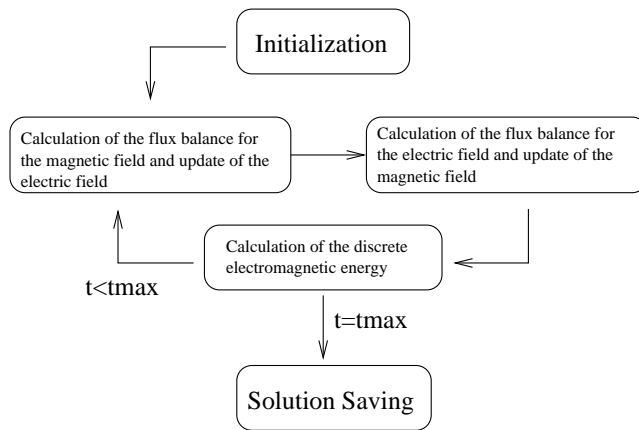 Initialization
Calculation of the flux balance for
the magnetic field and update of the
electric field
Calculation of the flux balance for
the electric field and update of the
magnetic field
Calculation of the discrete
electromagnetic energy
t<tmax
t=tmax
Solution Saving